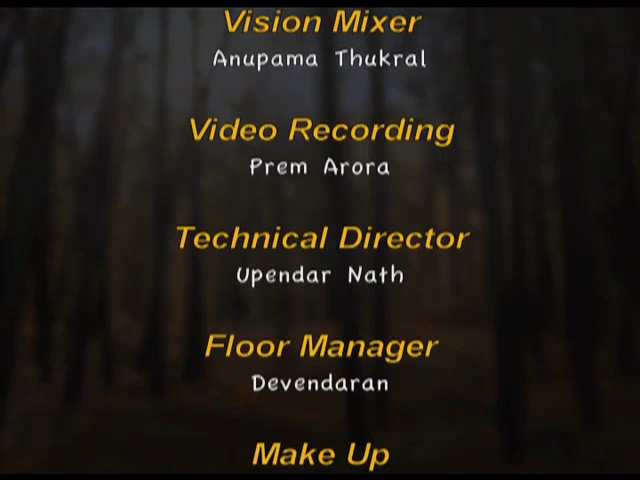 Vision Mixer
Anupama Thukral
Video Recording
Prem Arora
Technical Director
Upendar Nath
Floor Manager
Devendaran
Make Up